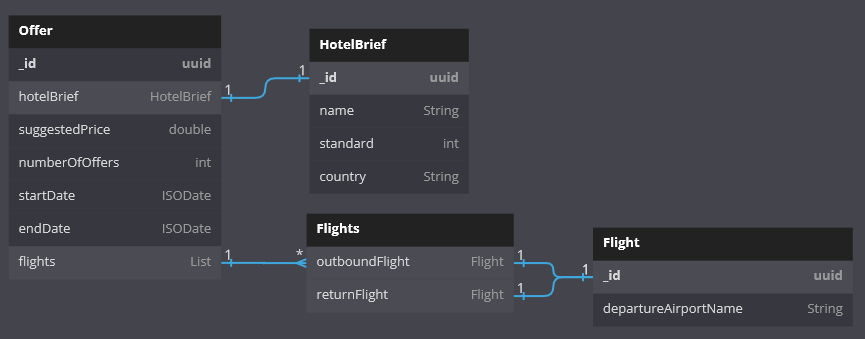 Offer
_id uuid
hotelBrief HotelBrief
suggestedPrice double
numberOfOffers int
startDate ISODate
endDate ISODate
flights List
1 1
HotelBrief
_id uuid
name String
standard int
country String
1 *
Flights
outboundFlight Flight
returnFlight Flight
1 1
1
Flight
_id uuid
departureAirportName String